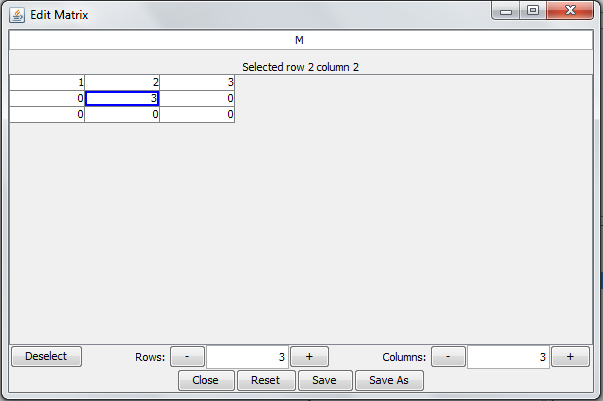 Edit Matrix
M
Selected row 2 column 2
1 2 3
0 3 0
0 0 0
Deselect Rows: - 3 + Columns: - 3 +
Close Reset Save Save As